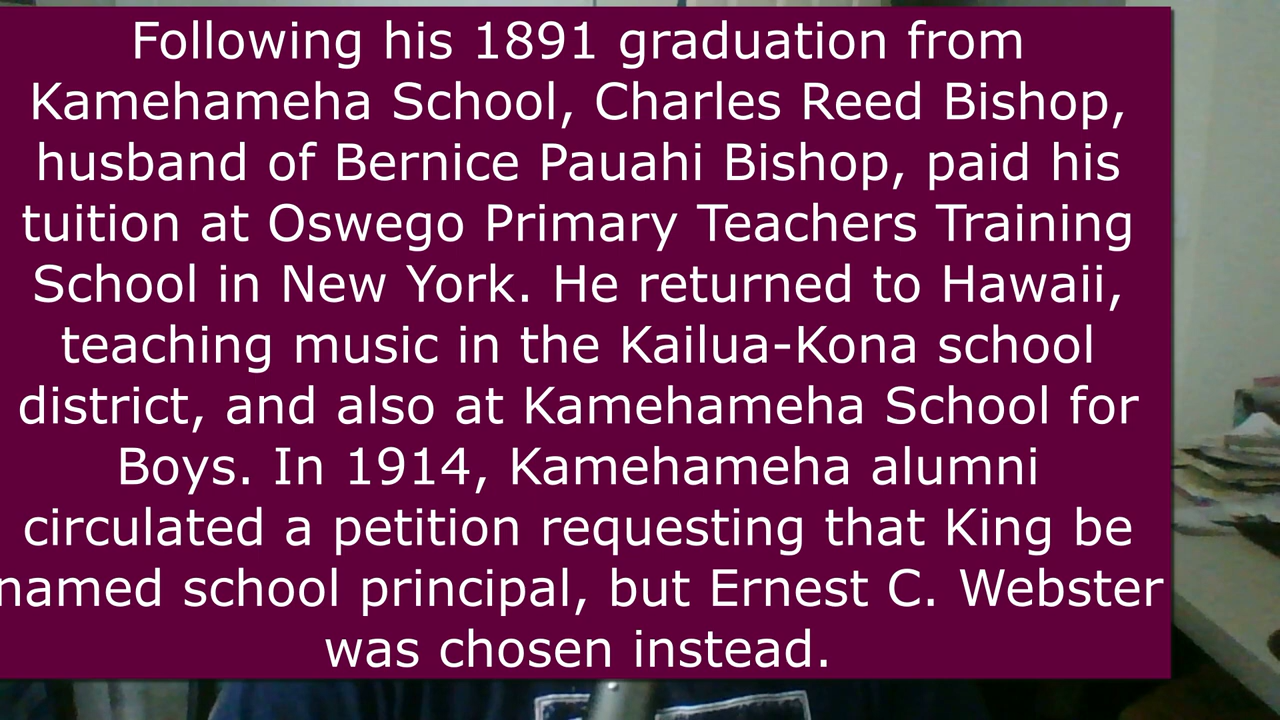 Following his 1891 graduation from
Kamehameha School, Charles Reed Bishop,
husband of Bernice Pauahi Bishop, paid his
tuition at Oswego Primary Teachers Training
School in New York. He returned to Hawaii,
teaching music in the Kailua-Kona school
district, and also at Kamehameha School for
Boys. In 1914, Kamehameha alumni
circulated a petition requesting that King be
named school principal, but Ernest C. Webster
was chosen instead.